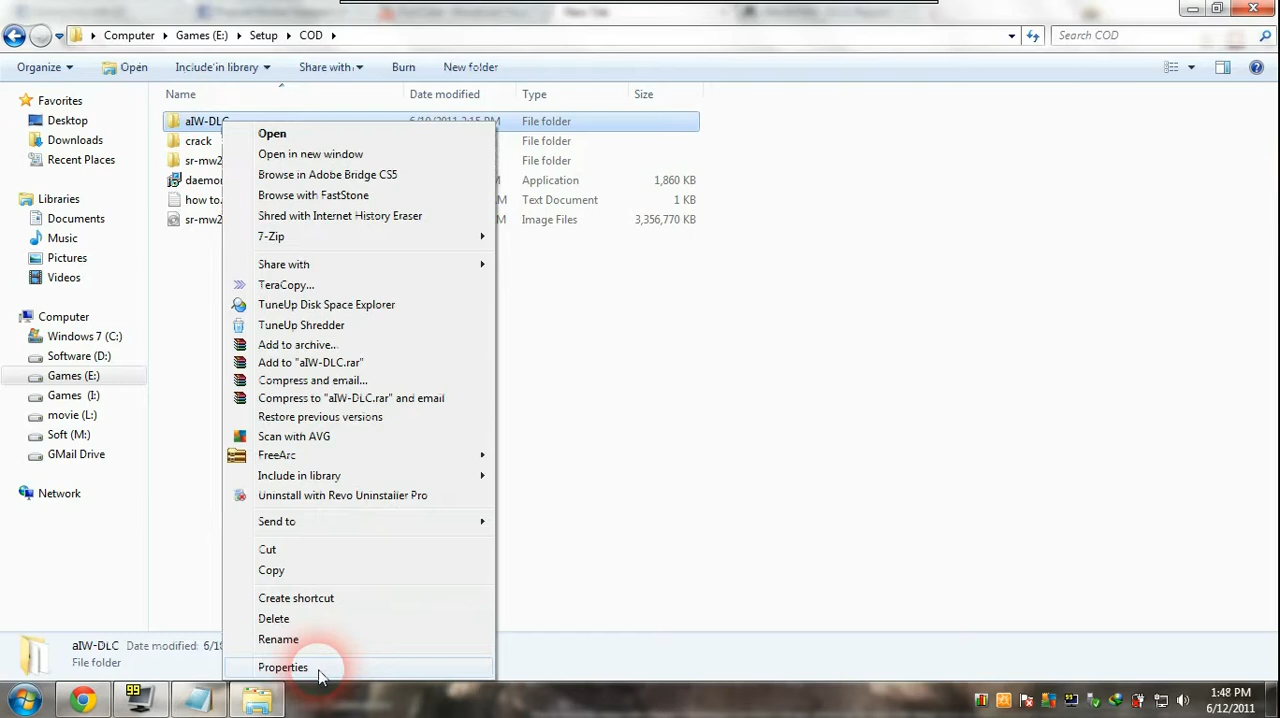 Computer Games (E:) Setup COD Search COD
Organize Open Include in library Share with Burn New folder
Name Date modified Type Size
Favorites
Desktop
Downloads
Recent Places
Libraries
Documents
Music
Pictures
Videos
Computer
Windows 7 (C:)
Software (D:)
Games (E:)
Games (I:)
movie (L:)
Soft (M:)
GMail Drive
Network
aIW-DLC 6/10/2011 2:15 PM File folder
crack File folder
sr-mw2 File folder
daemon Application 1,860 KB
how to. Text Document 1 KB
sr-mw2 Image Files 3,356,770 KB
Open
Open in new window
Browse in Adobe Bridge CS5
Browse with FastStone
Shred with Internet History Eraser
7-Zip
Share with
TeraCopy...
TuneUp Disk Space Explorer
TuneUp Shredder
Add to archive...
Add to "aIW-DLC.rar"
Compress and email...
Compress to "aIW-DLC.rar" and email
Restore previous versions
Scan with AVG
FreeArc
Include in library
Uninstall with Revo Uninstaller Pro
Send to
Cut
Copy
Create shortcut
Delete
Rename
Properties
aIW-DLC Date modified: 6/1
File folder
99
1:48 PM
6/12/2011